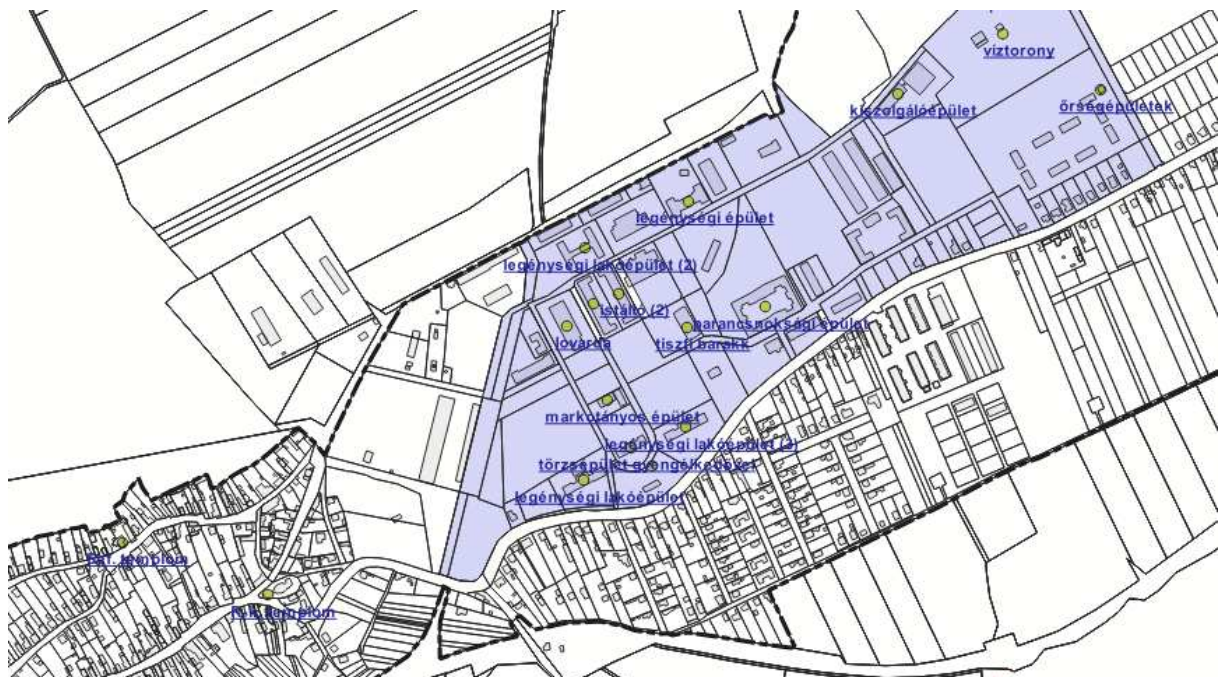 víztorony
kiszolgálóépület
őrségépületek
legénységi épület
legénységi lakóépület (2)
istálló (2)
parancsnoksági épület
lovarda
tiszti barakk
markotányos épület
legénységi lakóépület (3)
törzsépület gyengélkedővel
legénységi lakóépület
Ref. templom
R.k. templom